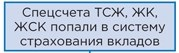 Спецсчета ТСЖ, ЖК,
ЖСК попали в систему
страхования вкладов